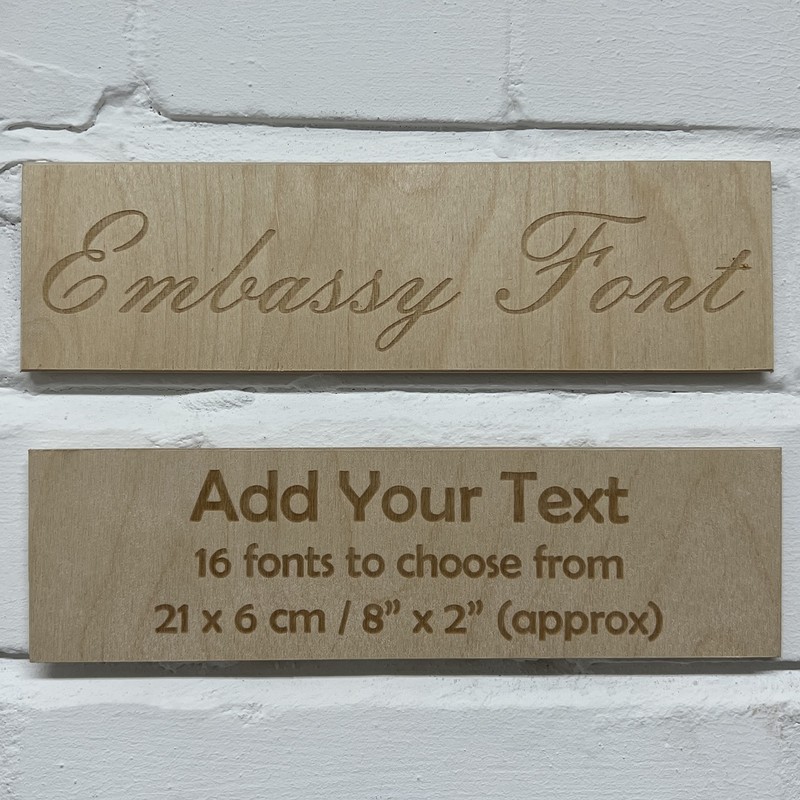 Embassy Font
Add Your Text
16 fonts to choose from
21 x 6 cm / 8” x 2” (approx)